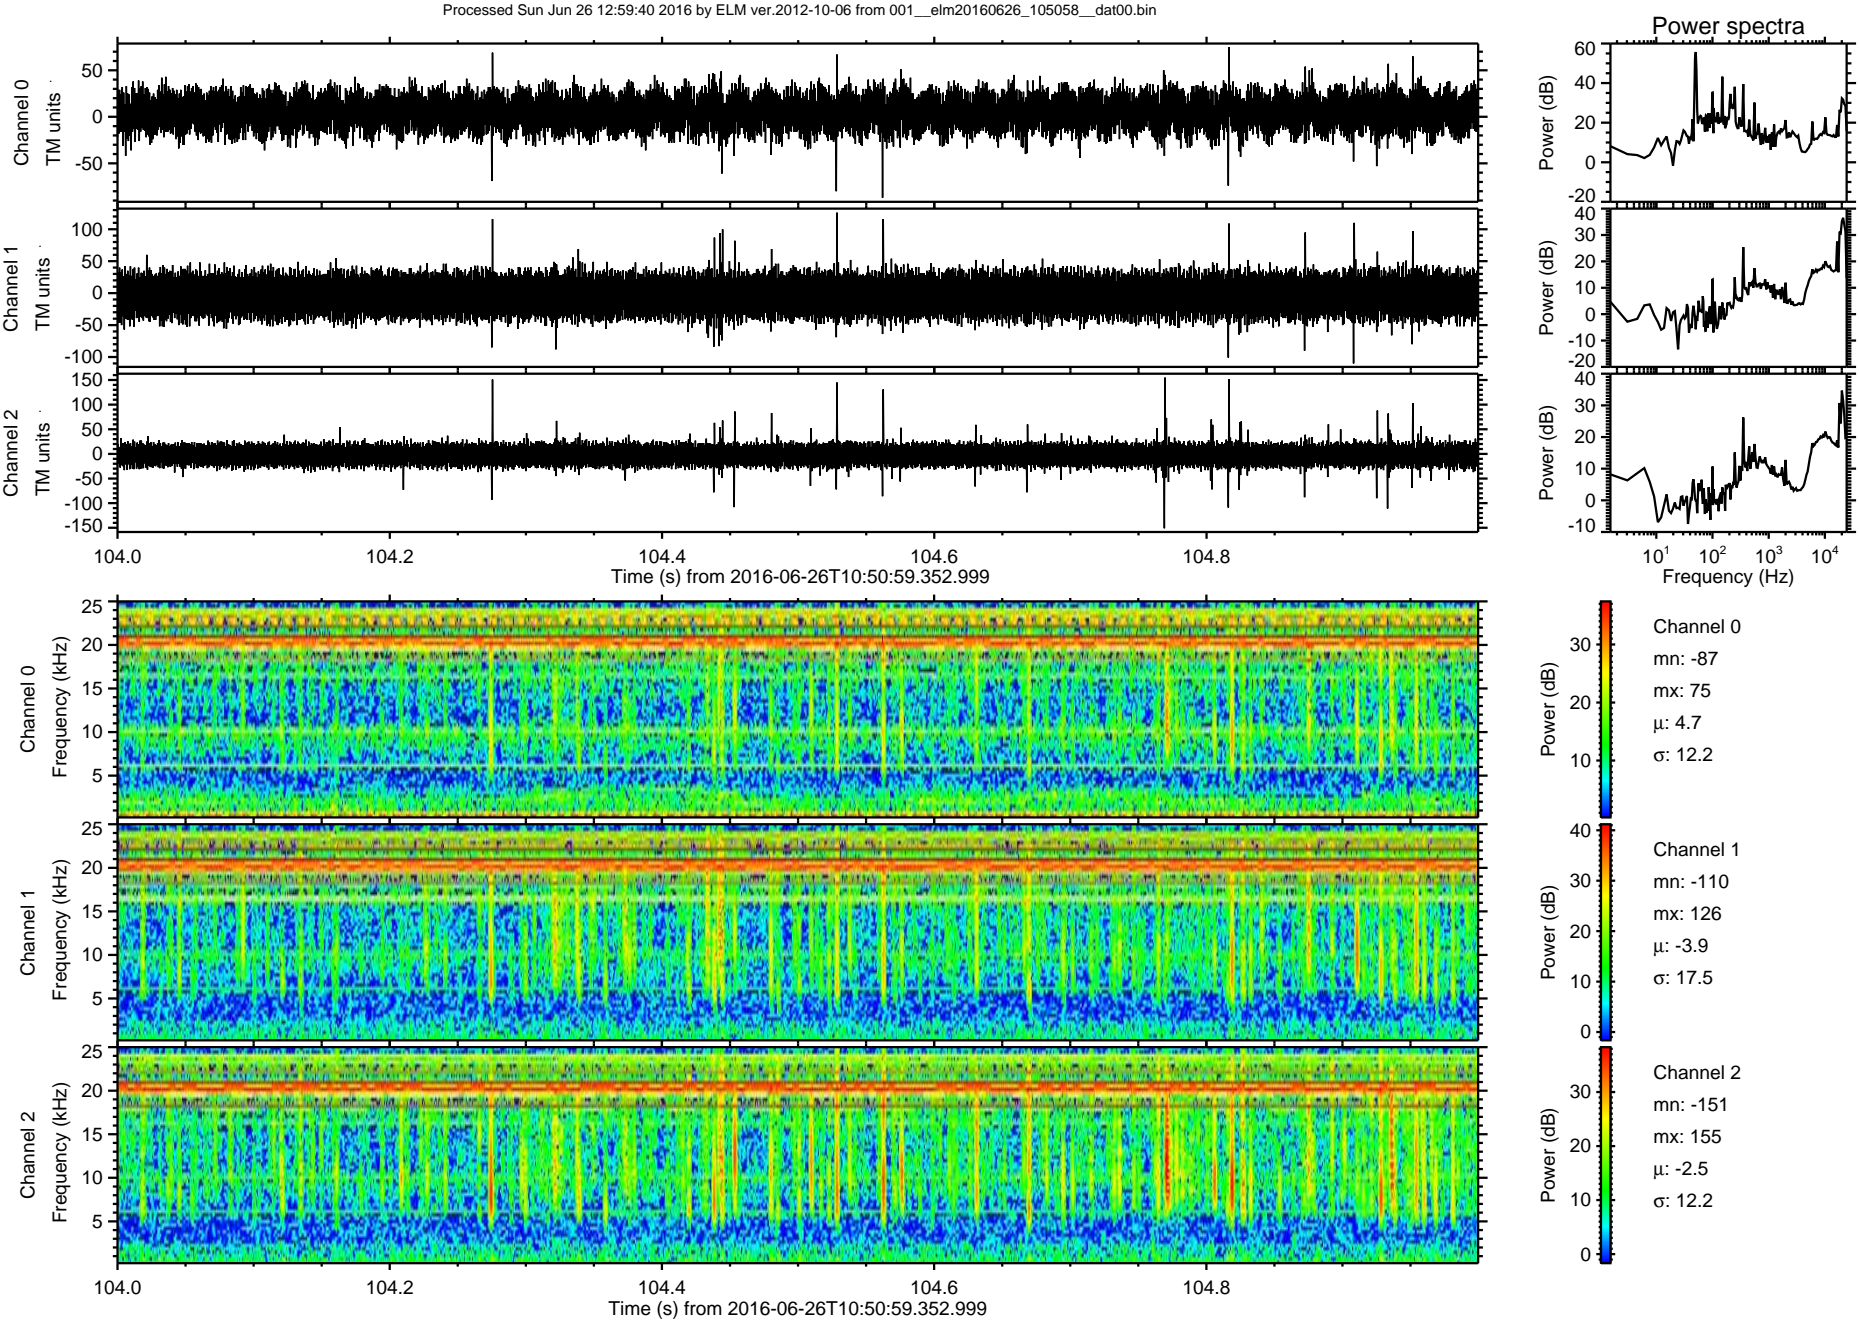 Processed Sun Jun 26 12:59:40 2016 by ELM ver.2012-10-06 from 001__elm20160626_105058__dat00.bin
Power spectra
Channel 0
TM units
50
0
-50
Power (dB)
60
40
20
0
-20
Channel 1
TM units
100
50
0
-50
-100
Power (dB)
40
30
20
10
0
-10
-20
Channel 2
TM units
150
100
50
0
-50
-100
-150
Power (dB)
40
30
20
10
0
-10
104.0 104.2 104.4 104.6 104.8
Time (s) from 2016-06-26T10:50:59.352.999
10^1 10^2 10^3 10^4
Frequency (Hz)
Channel 0
Frequency (kHz)
25
20
15
10
5
Power (dB)
30
20
10
Channel 0
mn: -87
mx: 75
μ: 4.7
σ: 12.2
Channel 1
Frequency (kHz)
25
20
15
10
5
Power (dB)
40
30
20
10
0
Channel 1
mn: -110
mx: 126
μ: -3.9
σ: 17.5
Channel 2
Frequency (kHz)
25
20
15
10
5
Power (dB)
30
20
10
0
Channel 2
mn: -151
mx: 155
μ: -2.5
σ: 12.2
104.0 104.2 104.4 104.6 104.8
Time (s) from 2016-06-26T10:50:59.352.999